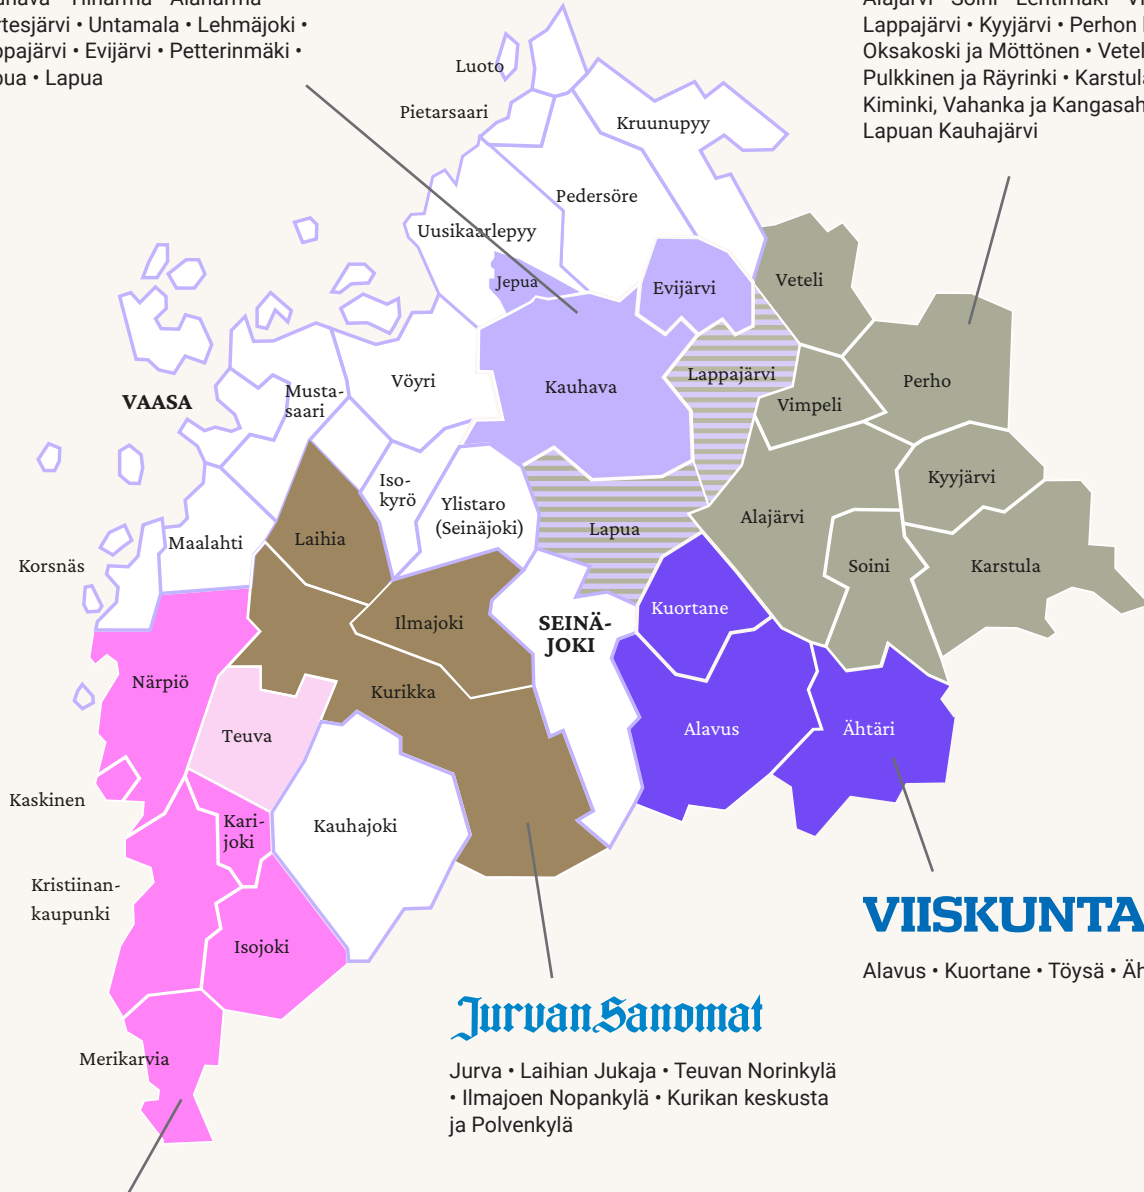 rtesjärvi • Untamala • Lehmäjoki •
ppajärvi • Evijärvi • Petterinmäki •
pua • Lapua
Lappajärvi • Kyyjärvi • Perhon
Oksakoski ja Möttönen • Vetel
Pulkkinen ja Räyrinki • Karstula
Kiminki, Vahanka ja Kangasah
Lapuan Kauhajärvi
Luoto
Pietarsaari
Kruunupyy
Pedersöre
Uusikaarlepyy
Jepua
Evijärvi
Veteli
Lappajärvi
Vöyri
Kauhava
Perho
VAASA
Musta-
saari
Vimpeli
Iso-
kyrö
Ylistaro
(Seinäjoki)
Kyyjärvi
Alajärvi
Lapua
Laihia
Maalahti
Korsnäs
Soini
Karstula
Kuortane
Ilmajoki
SEINÄ-
JOKI
Närpiö
Kurikka
Teuva
Alavus
Ähtäri
Kaskinen
Kari-
joki
Kauhajoki
Kristiinan-
kaupunki
Isojoki
VIISKUNTA
Alavus • Kuortane • Töysä • Äh
Jurvan Sanomat
Jurva • Laihian Jukaja • Teuvan Norinkylä
• Ilmajoen Nopankylä • Kurikan keskusta
ja Polvenkylä
Merikarvia